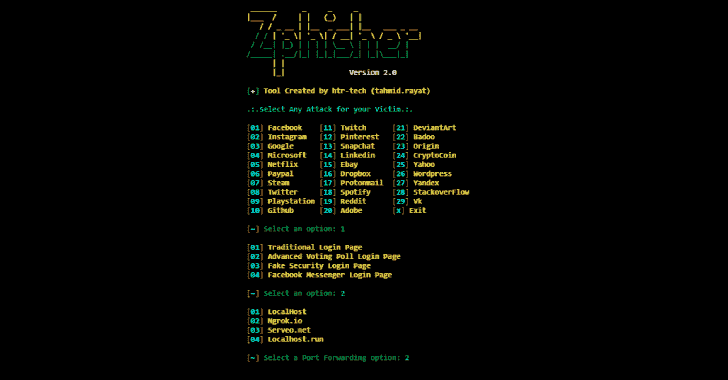 Zphisher
Version 2.0
[+] Tool Created by htr-tech (tahmid.rayat)
.:.Select Any Attack for your Victim.:.
[01] Facebook [11] Twitch [21] DeviantArt
[02] Instagram [12] Pinterest [22] Badoo
[03] Google [13] Snapchat [23] Origin
[04] Microsoft [14] Linkedin [24] CryptoCoin
[05] Netflix [15] Ebay [25] Yahoo
[06] Paypal [16] Dropbox [26] Wordpress
[07] Steam [17] Protonmail [27] Yandex
[08] Twitter [18] Spotify [28] StackoverFlow
[09] Playstation [19] Reddit [29] Vk
[10] Github [20] Adobe [x] Exit
[~] Select an option: 1
[01] Traditional Login Page
[02] Advanced Voting Poll Login Page
[03] Fake Security Login Page
[04] Facebook Messenger Login Page
[~] Select an option: 2
[01] LocalHost
[02] Ngrok.io
[03] Serveo.net
[04] Localhost.run
[~] Select a Port Forwarding option: 2